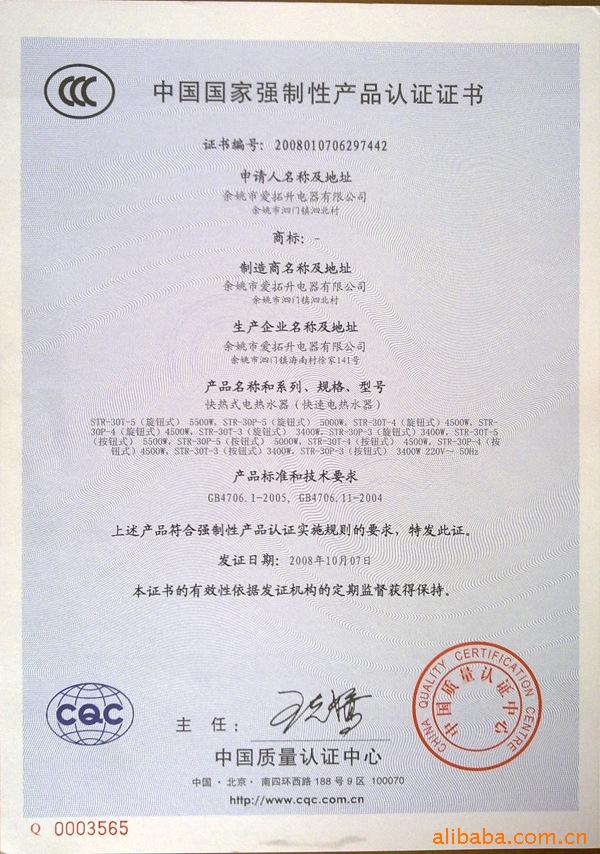 中国国家强制性产品认证证书
证书编号: 2008010706297442
申请人名称及地址
余姚市爱拓升电器有限公司
余姚市泗门镇泗北村
商标: -
制造商名称及地址
余姚市爱拓升电器有限公司
余姚市泗门镇泗北村
生产企业名称及地址
余姚市爱拓升电器有限公司
余姚市泗门镇海南村徐家141号
产品名称和系列、规格、型号
快热式电热水器(快速电热水器)
STR-30T-5(旋钮式) 5500W, STR-30P-5(旋钮式) 5000W, STR-30T-4(旋钮式)4500W, STR-
30P-4(旋钮式)4500W, STR-30T-3(旋钮式) 3400W, STR-30P-3(旋钮式)3400W, STR-30T-5
(按钮式) 5500W, STR-30P-5(按钮式) 5000W, STR-30T-4(按钮式) 4500W, STR-30P-4(按
钮式)4500W, STR-30T-3(按钮式) 3400W, STR-30P-3(按钮式) 3400W 220V~ 50Hz
产品标准和技术要求
GB4706.1-2005, GB4706.11-2004
上述产品符合强制性产品认证实施规则的要求，特发此证。
发证日期: 2008年10月07日
本证书的有效性依据发证机构的定期监督获得保持。
CQC
主 任:
CHINA QUALITY CERTIFICATION CENTRE
中国质量认证中心
中国质量认证中心
中国·北京·南四环西路 188 号 9 区 100070
http://www.cqc.com.cn
Q 0003565
alibaba.com.cn